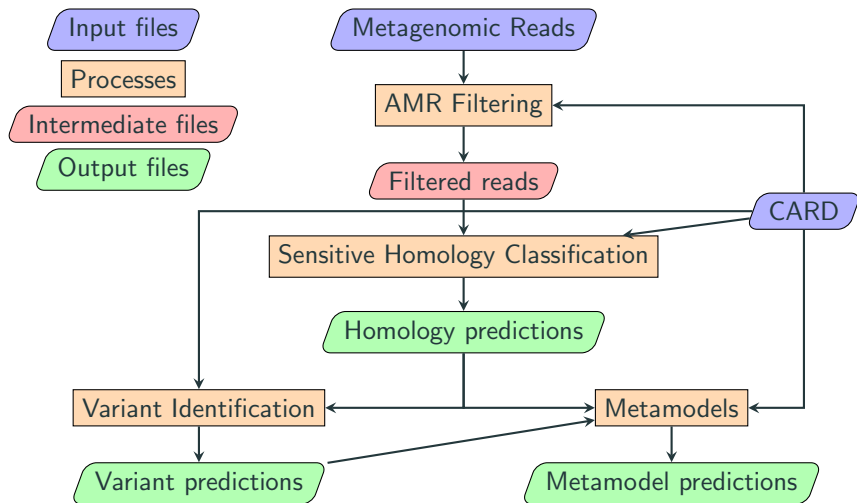 Input files
Processes
Intermediate files
Output files
Metagenomic Reads
AMR Filtering
Filtered reads
CARD
Sensitive Homology Classification
Homology predictions
Variant Identification
Metamodels
Variant predictions
Metamodel predictions